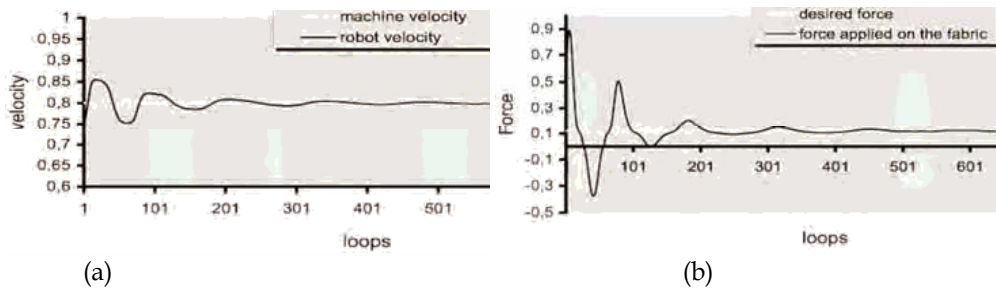 machine velocity
robot velocity
velocity
1
0,95
0,9
0,85
0,8
0,75
0,7
0,65
0,6
1 101 201 301 401 501
loops
(a)
desired force
force applied on the fabric
Force
0,9
0,7
0,5
0,3
0,1
-0,1
-0,3
-0,5
101 201 301 401 501 601
loops
(b)